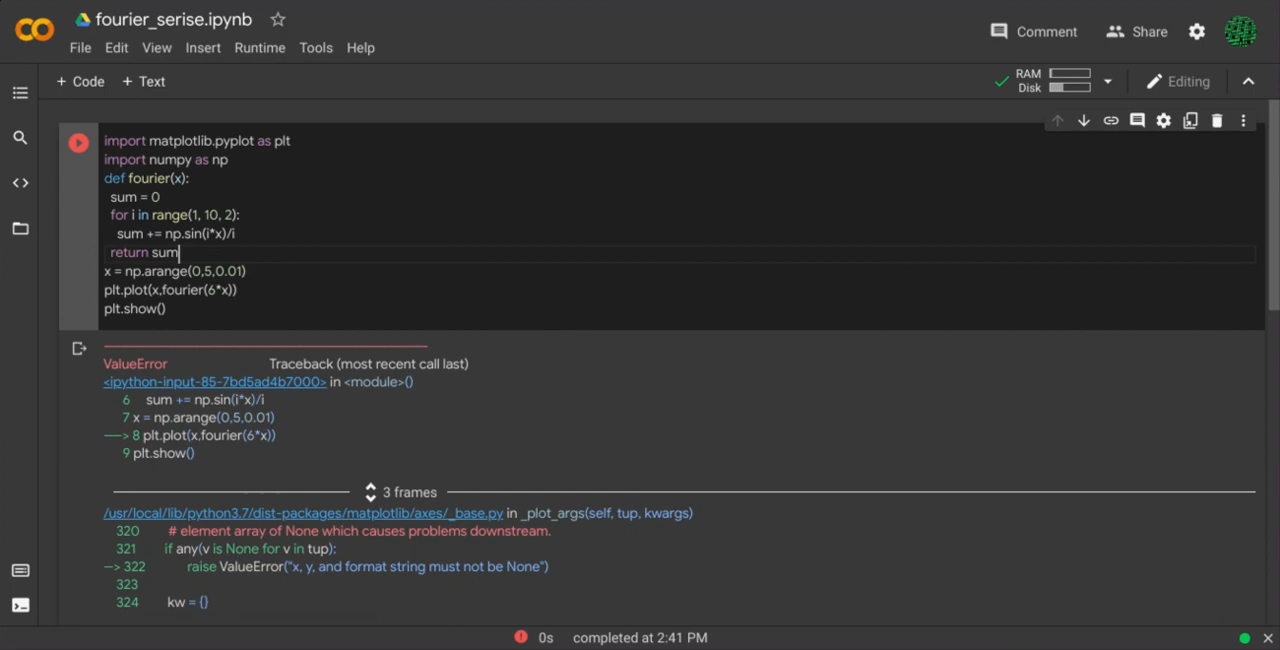 fourier_serise.ipynb
File Edit View Insert Runtime Tools Help
Comment Share
+ Code + Text
RAM
Disk
Editing
import matplotlib.pyplot as plt
import numpy as np
def fourier(x):
sum = 0
for i in range(1, 10, 2):
sum += np.sin(i*x)/i
return sum
x = np.arange(0,5,0.01)
plt.plot(x,fourier(6*x))
plt.show()
ValueError Traceback (most recent call last)
<ipython-input-85-7bd5ad4b7000> in <module>()
6 sum += np.sin(i*x)/i
7 x = np.arange(0,5,0.01)
——> 8 plt.plot(x,fourier(6*x))
9 plt.show()
3 frames
/usr/local/lib/python3.7/dist-packages/matplotlib/axes/_base.py in _plot_args(self, tup, kwargs)
320 # element array of None which causes problems downstream.
321 if any(v is None for v in tup):
—> 322 raise ValueError("x, y, and format string must not be None")
323
324 kw = {}
0s completed at 2:41 PM